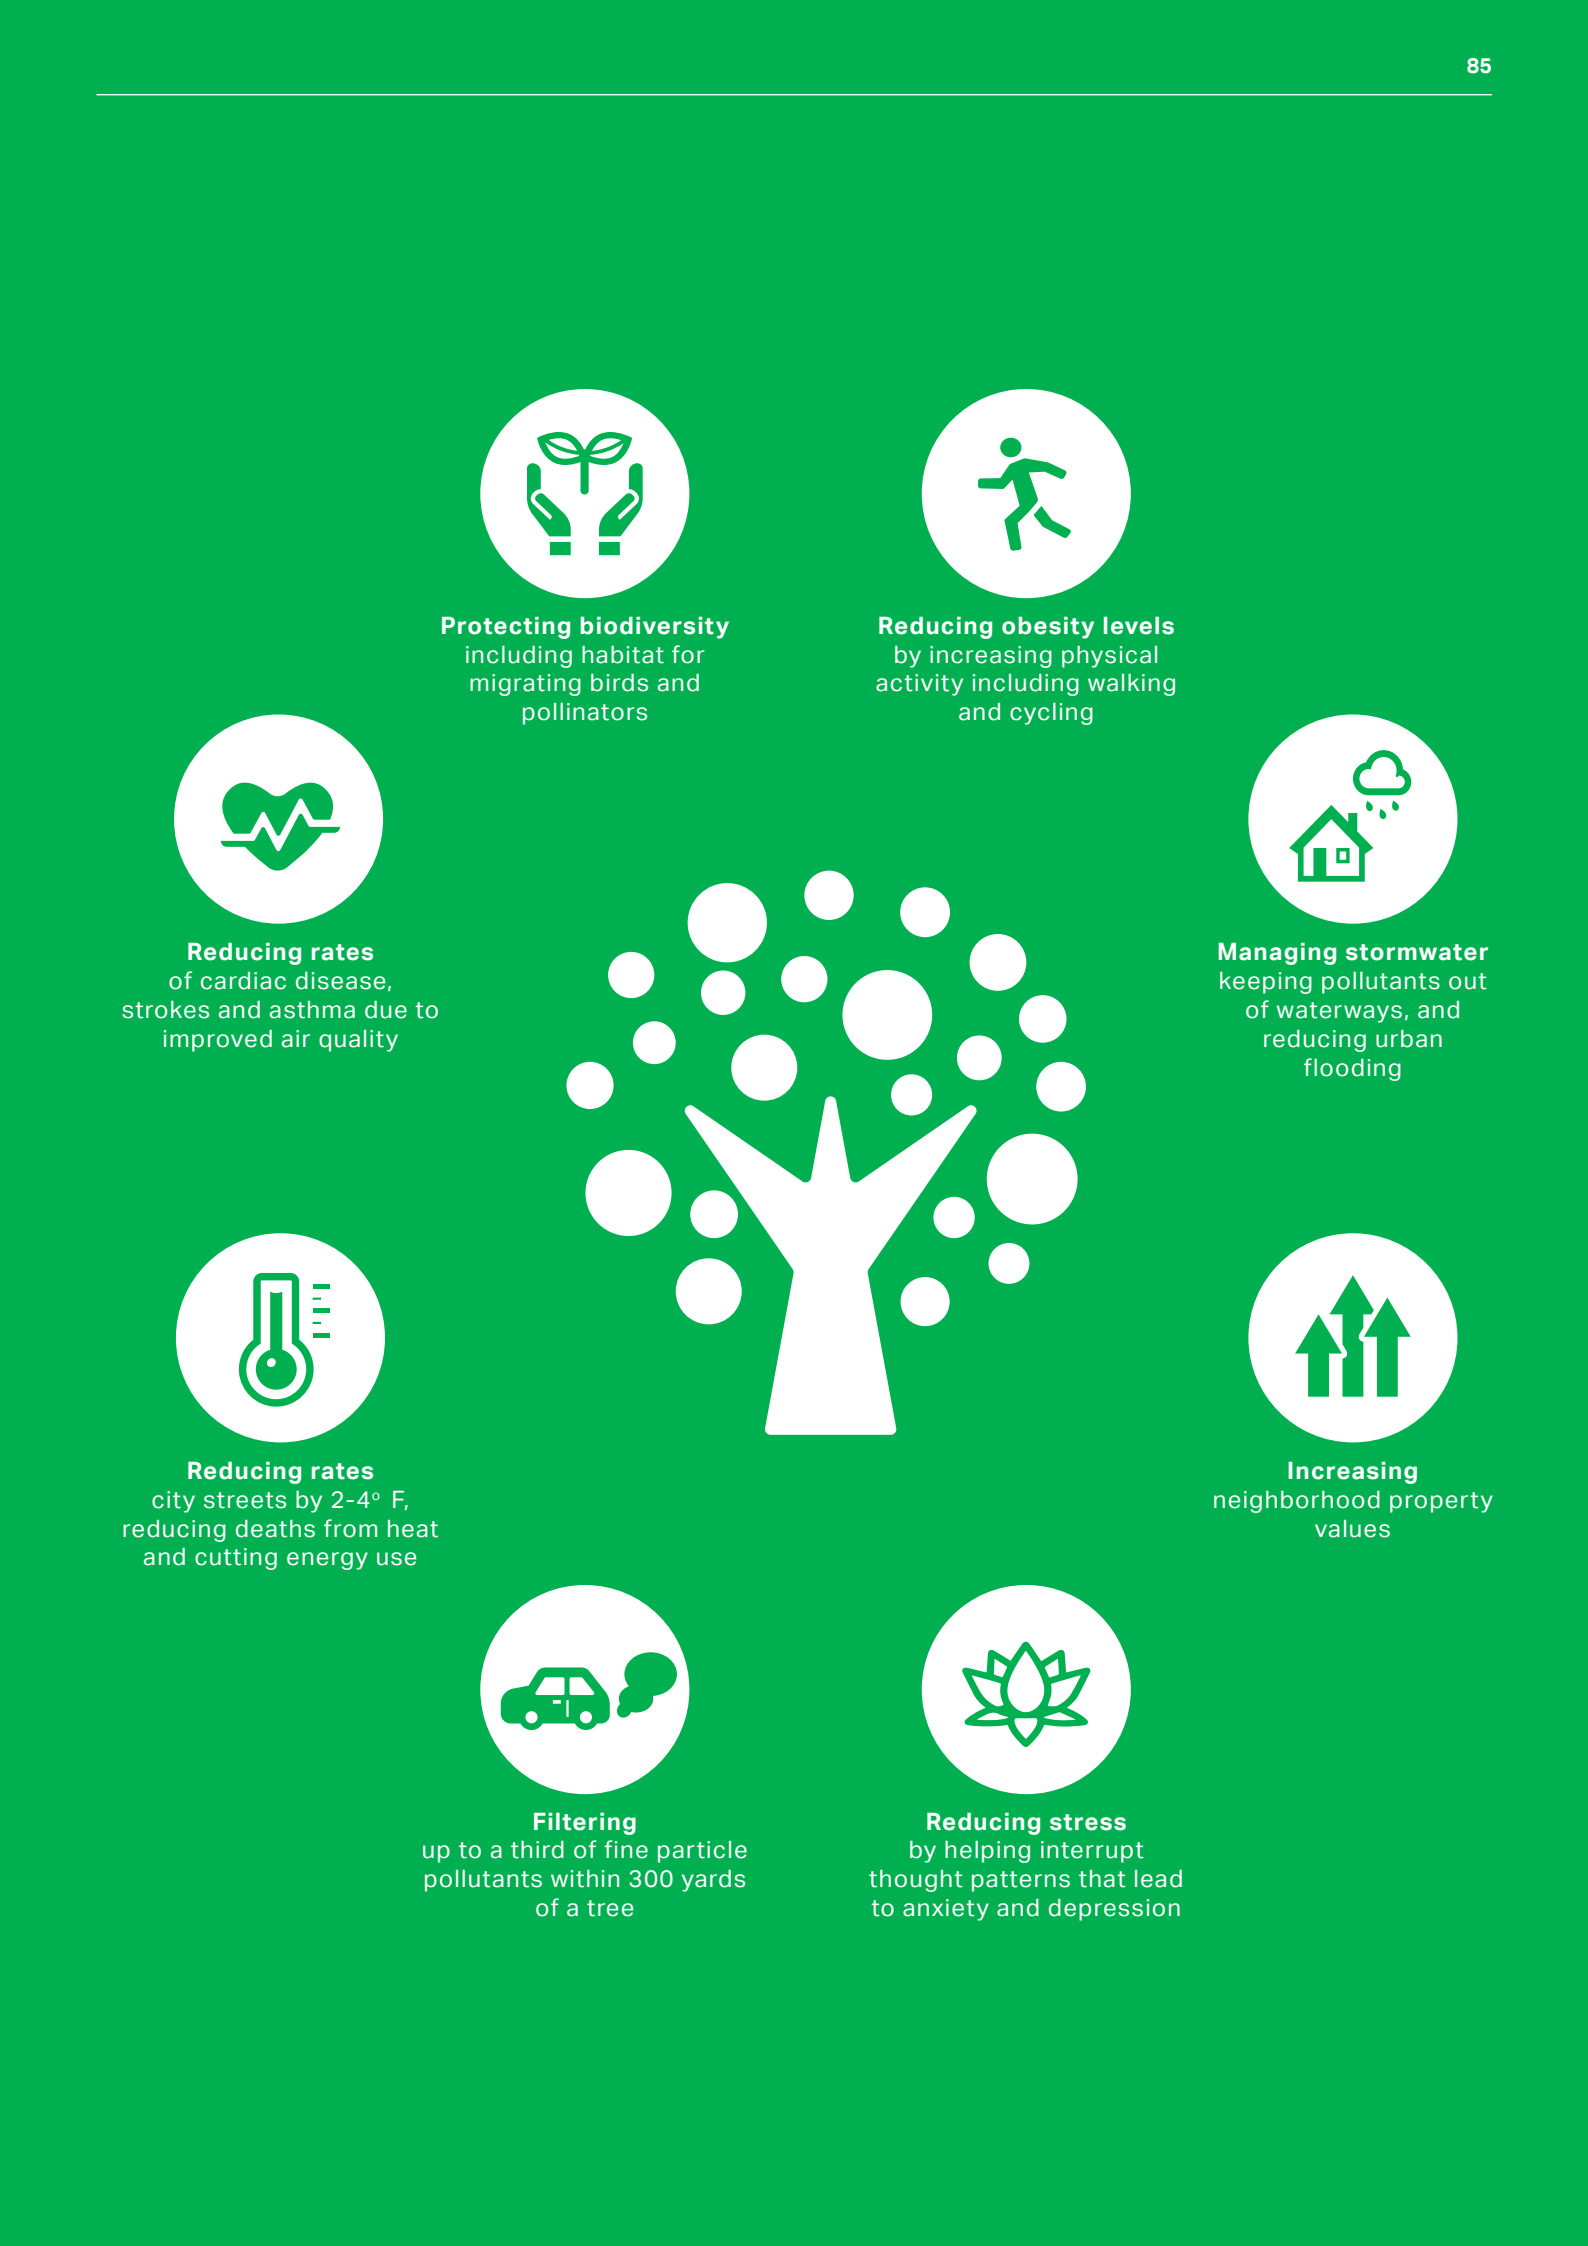 85
Protecting biodiversity
including habitat for
migrating birds and
pollinators
Reducing obesity levels
by increasing physical
activity including walking
and cycling
Reducing rates
of cardiac disease,
strokes and asthma due to
improved air quality
Managing stormwater
keeping pollutants out
of waterways, and
reducing urban
flooding
Reducing rates
city streets by 2-4º F,
reducing deaths from heat
and cutting energy use
Increasing
neighborhood property
values
Filtering
up to a third of fine particle
pollutants within 300 yards
of a tree
Reducing stress
by helping interrupt
thought patterns that lead
to anxiety and depression